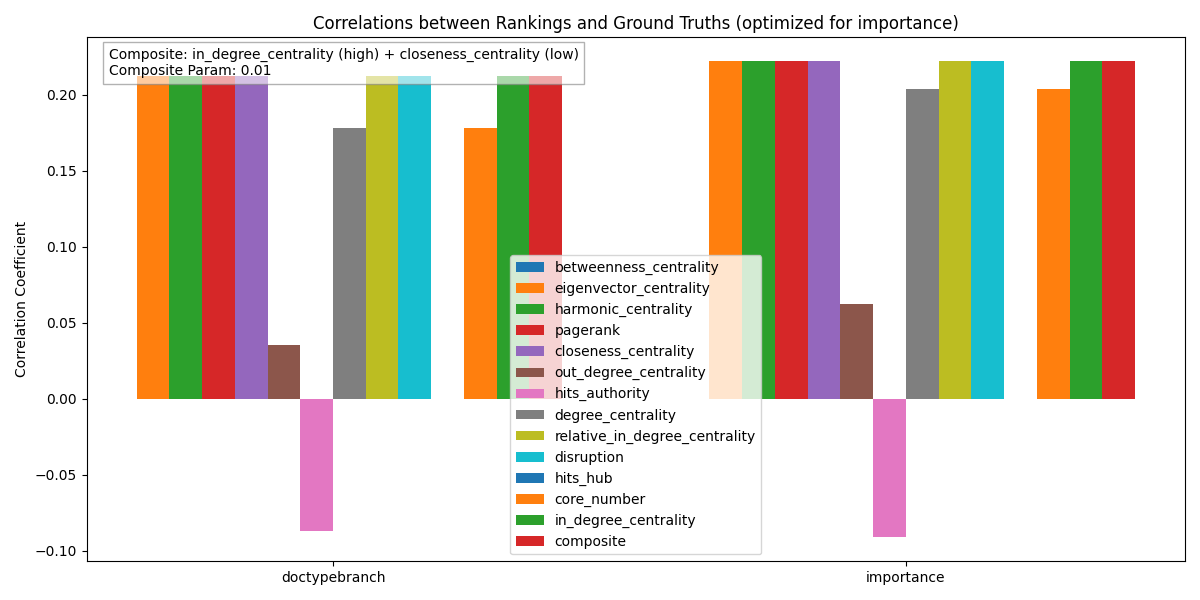 Correlations between Rankings and Ground Truths (optimized for importance)
Composite: in_degree_centrality (high) + closeness_centrality (low)
Composite Param: 0.01
Correlation Coefficient
0.20
0.15
0.10
0.05
0.00
−0.05
−0.10
betweenness_centrality
eigenvector_centrality
harmonic_centrality
pagerank
closeness_centrality
out_degree_centrality
hits_authority
degree_centrality
relative_in_degree_centrality
disruption
hits_hub
core_number
in_degree_centrality
composite
doctypebranch
importance